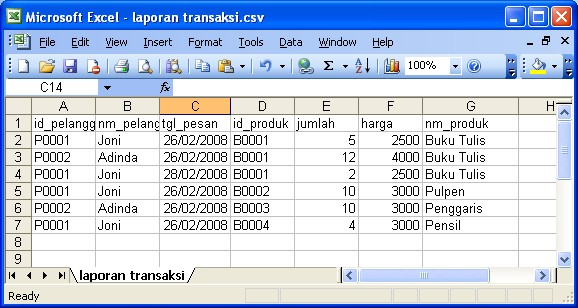 Microsoft Excel - laporan transaksi.csv
File Edit View Insert Format Tools Data Window Help
100%
C14 fx
A B C D E F G H
1 id_pelangg nm_pelang tgl_pesan id_produk jumlah harga nm_produk
2 P0001 Joni 26/02/2008 B0001 5 2500 Buku Tulis
3 P0002 Adinda 26/02/2008 B0001 12 4000 Buku Tulis
4 P0001 Joni 28/02/2008 B0001 2 2500 Buku Tulis
5 P0001 Joni 26/02/2008 B0002 10 3000 Pulpen
6 P0002 Adinda 26/02/2008 B0003 10 3000 Penggaris
7 P0001 Joni 26/02/2008 B0004 4 3000 Pensil
8
9
laporan transaksi
Ready